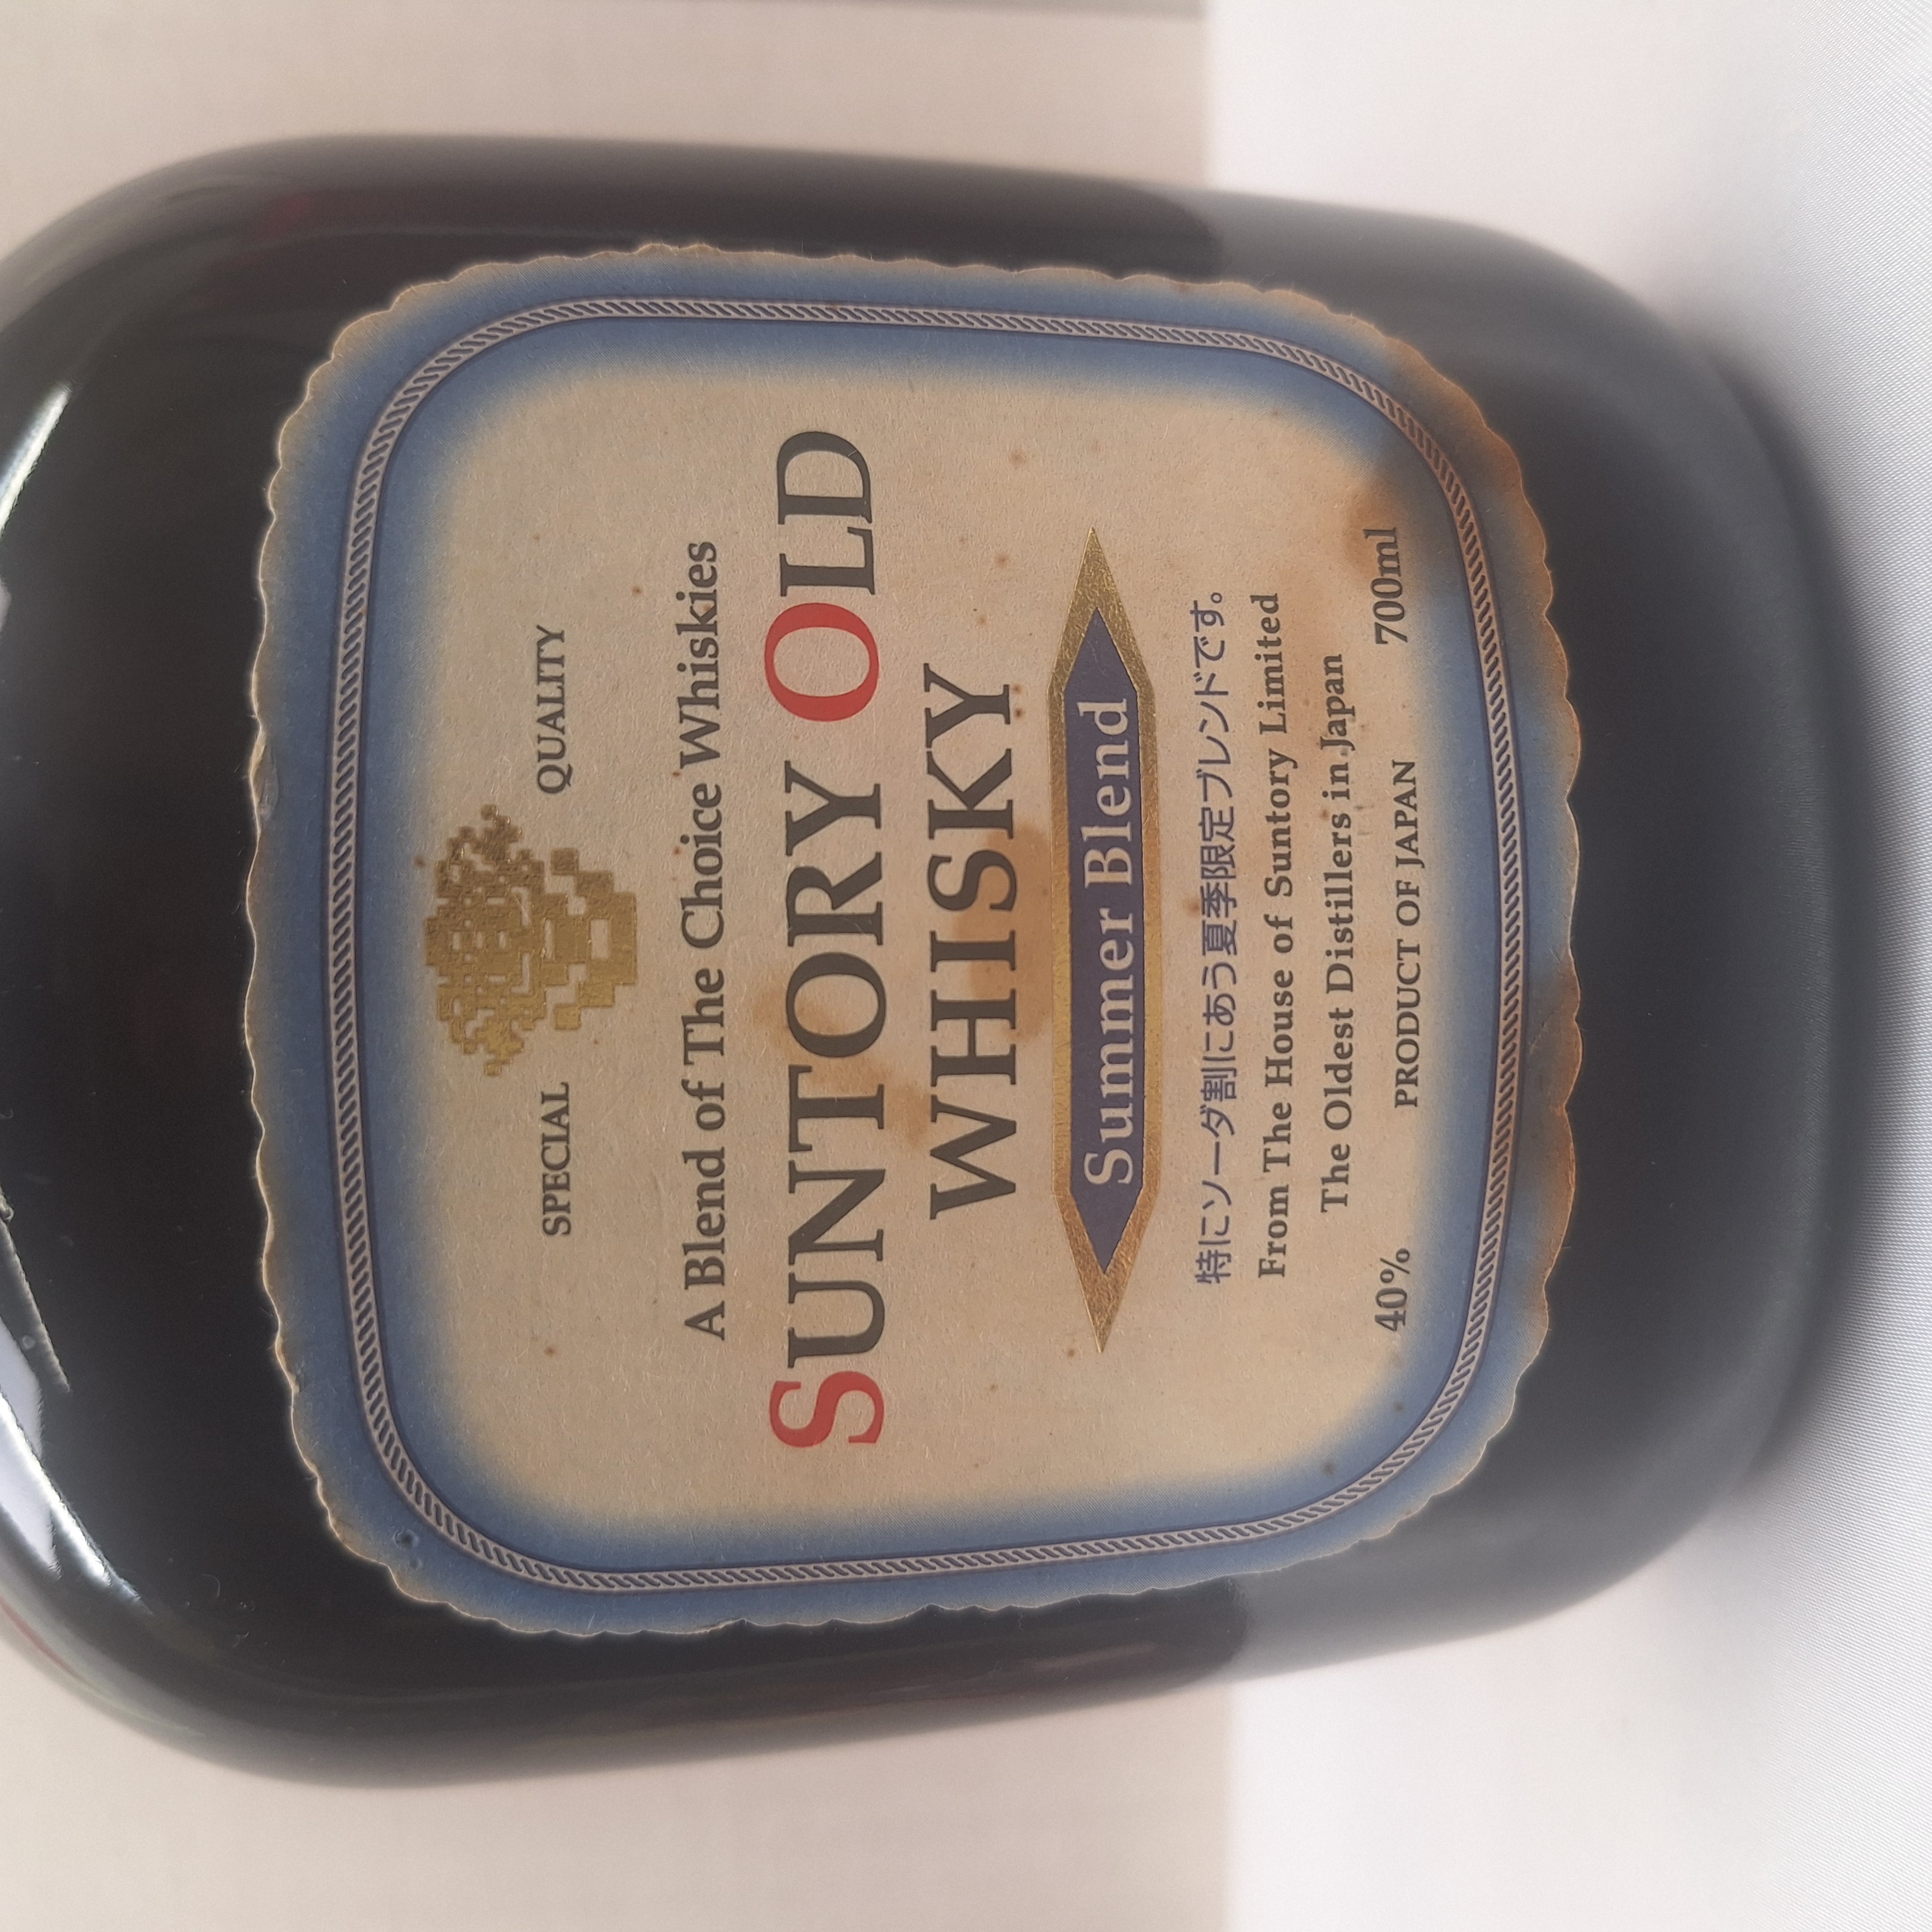 SPECIAL QUALITY
A Blend of The Choice Whiskies
SUNTORY OLD
WHISKY
Summer Blend
特にソーダ割にあう夏季限定ブレンドです。
From The House of Suntory Limited
The Oldest Distillers in Japan
40% PRODUCT OF JAPAN 700ml